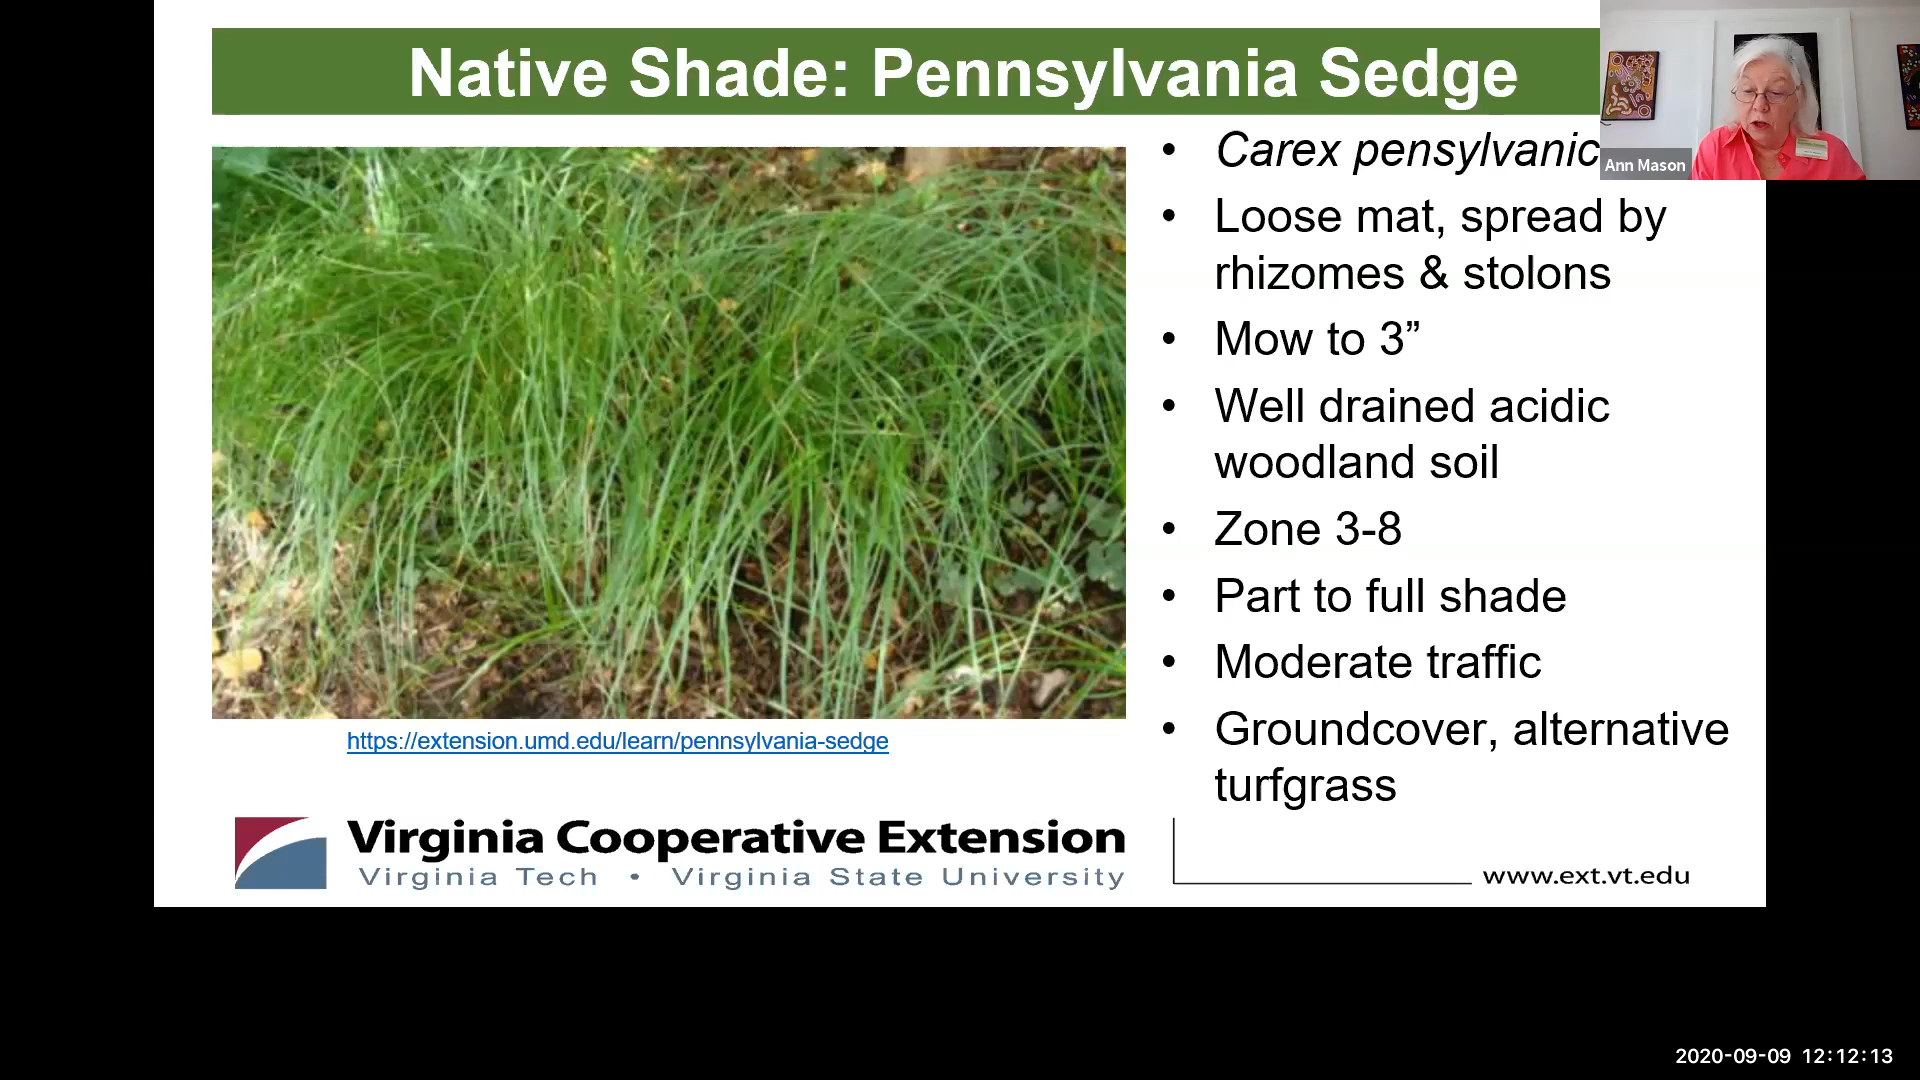 Native Shade: Pennsylvania Sedge
• Carex pensylvanic
• Loose mat, spread by
rhizomes & stolons
• Mow to 3”
• Well drained acidic
woodland soil
• Zone 3-8
• Part to full shade
• Moderate traffic
• Groundcover, alternative
turfgrass
https://extension.umd.edu/learn/pennsylvania-sedge
Virginia Cooperative Extension
Virginia Tech • Virginia State University
www.ext.vt.edu
Ann Mason
2020-09-09 12:12:13